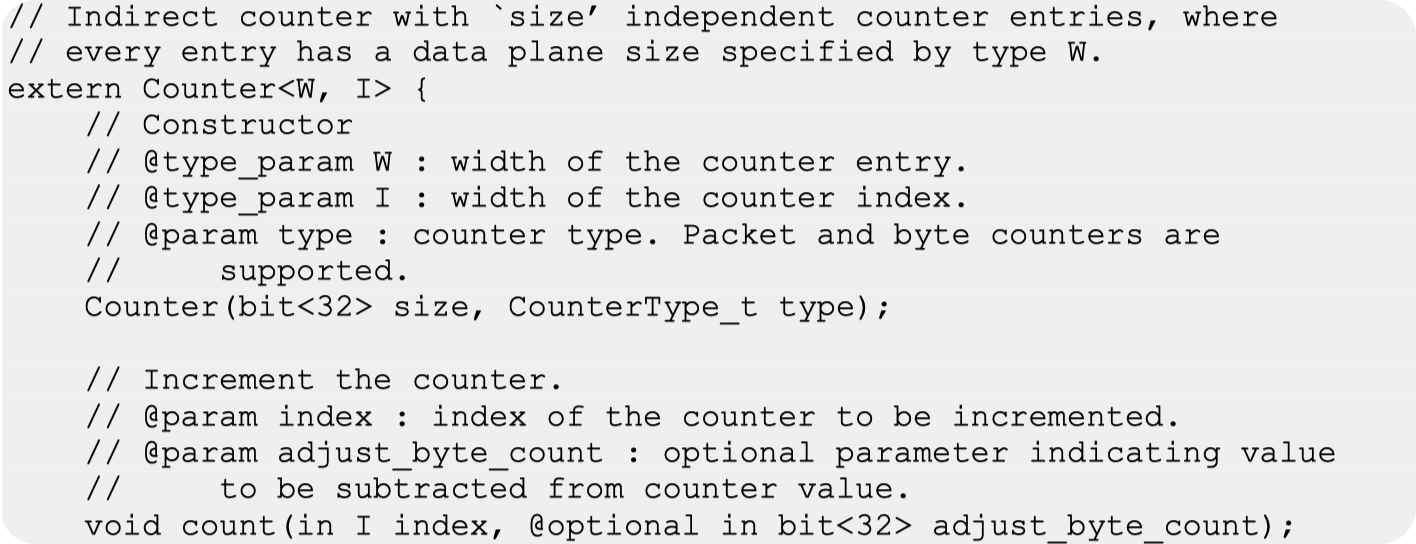 // Indirect counter with `size’ independent counter entries, where
// every entry has a data plane size specified by type W.
extern Counter<W, I> {
    // Constructor
    // @type_param W : width of the counter entry.
    // @type_param I : width of the counter index.
    // @param type : counter type. Packet and byte counters are
    //     supported.
    Counter(bit<32> size, CounterType_t type);

    // Increment the counter.
    // @param index : index of the counter to be incremented.
    // @param adjust_byte_count : optional parameter indicating value
    //     to be subtracted from counter value.
    void count(in I index, @optional in bit<32> adjust_byte_count);